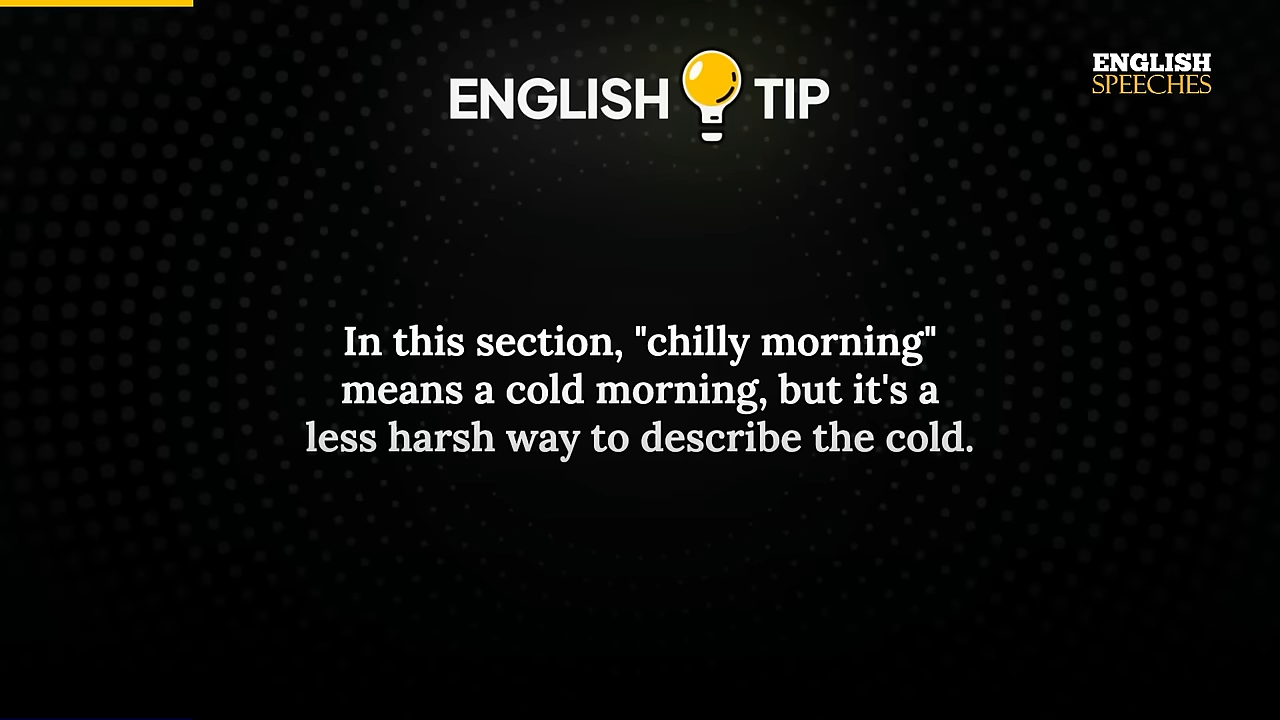 ENGLISH TIP
ENGLISH
SPEECHES
In this section, "chilly morning"
means a cold morning, but it's a
less harsh way to describe the cold.